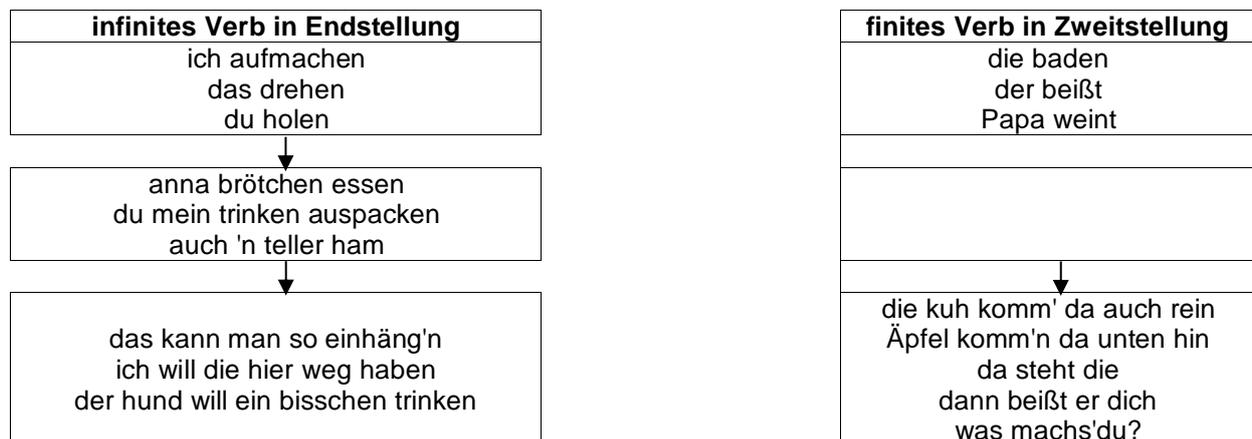 infinites Verb in Endstellung
ich aufmachen
das drehen
du holen
anna brötchen essen
du mein trinken auspacken
auch 'n teller ham
das kann man so einhäng'n
ich will die hier weg haben
der hund will ein bisschen trinken
finites Verb in Zweitstellung
die baden
der beißt
Papa weint
die kuh komm' da auch rein
Äpfel komm'n da unten hin
da steht die
dann beißt er dich
was machs'du?